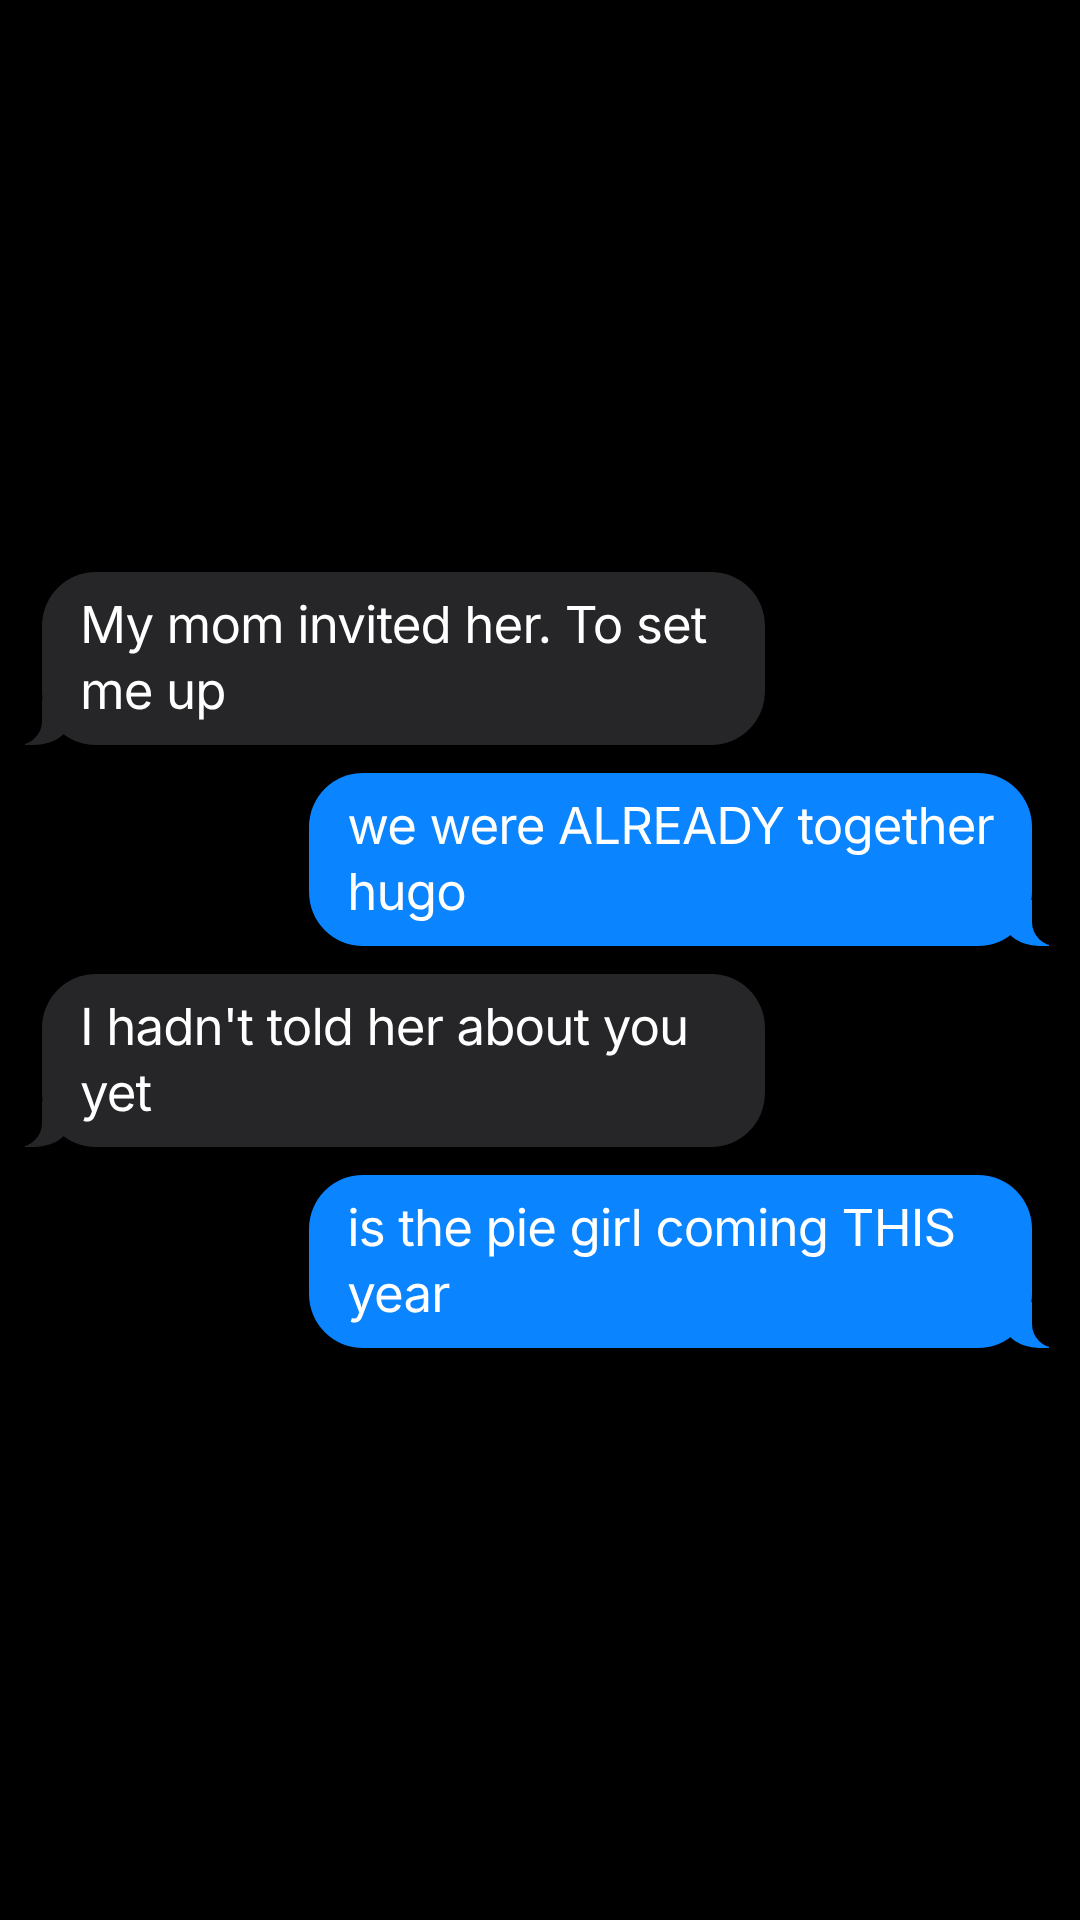 My mom invited her. To set
me up
we were ALREADY together
hugo
I hadn't told her about you
yet
is the pie girl coming THIS
year